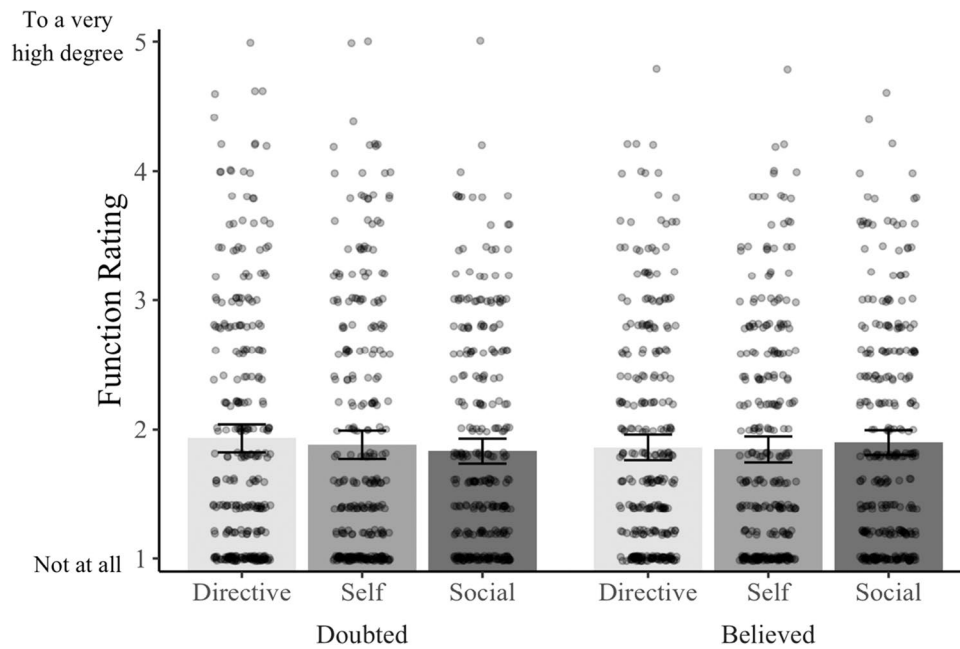 To a very
high degree
5
4
3
2
1
Function Rating
Not at all
Directive Self Social Directive Self Social
Doubted Believed